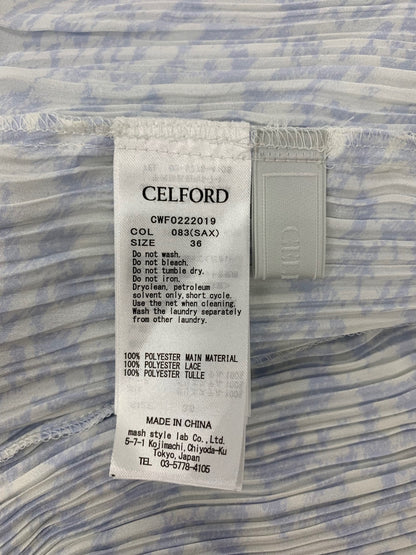 CELFORD
CWF0222019
COL 083(SAX)
SIZE 36
Do not wash.
Do not bleach.
Do not tumble dry.
Do not iron.
Dryclean, petroleum
solvent only,short cycle.
Use the net when cleaning.
Wash the laundry separately
from other laundry.
100% POLYESTER MAIN MATERIAL
100% POLYESTER LACE
100% POLYESTER TULLE
MADE IN CHINA
mash style lab Co.,Ltd.
5-7-1 Kojimachi,Chiyoda-Ku
Tokyo,Japan
TEL 03-5778-4105